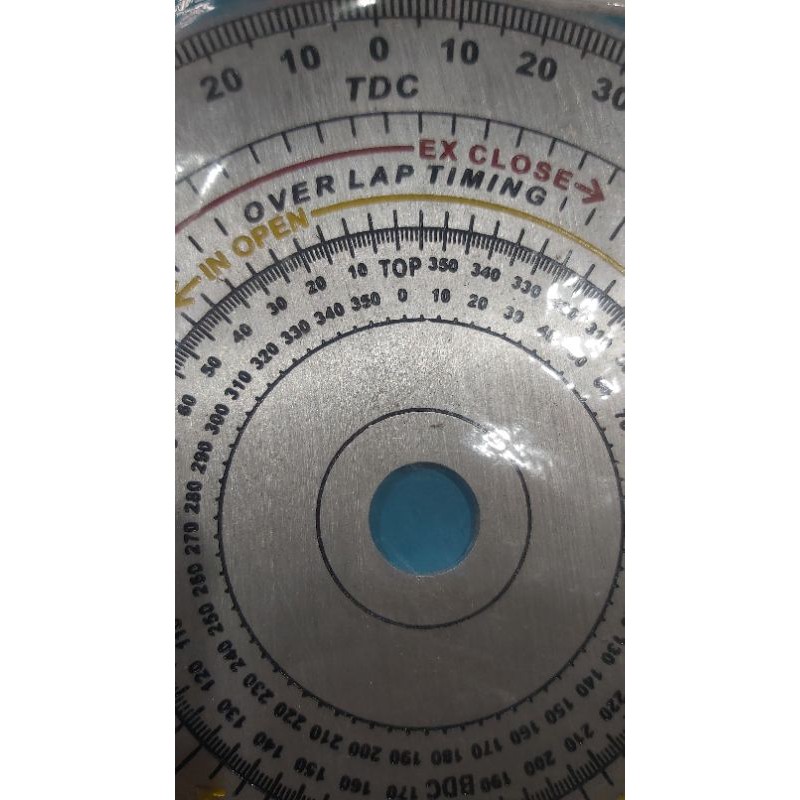 20 10 0 10 20 30
TDC
EX CLOSE
OVER LAP TIMING
IN OPEN
60 50 40 30 20 10 TOP 350 340 330
200 210 220
190 BDC 170 160 150 140 130 120
0 10 20 30
130 140 150 160 170 180 190 200 210 220 230 240 250 260 270 280 290 300 310 320 330 340 350